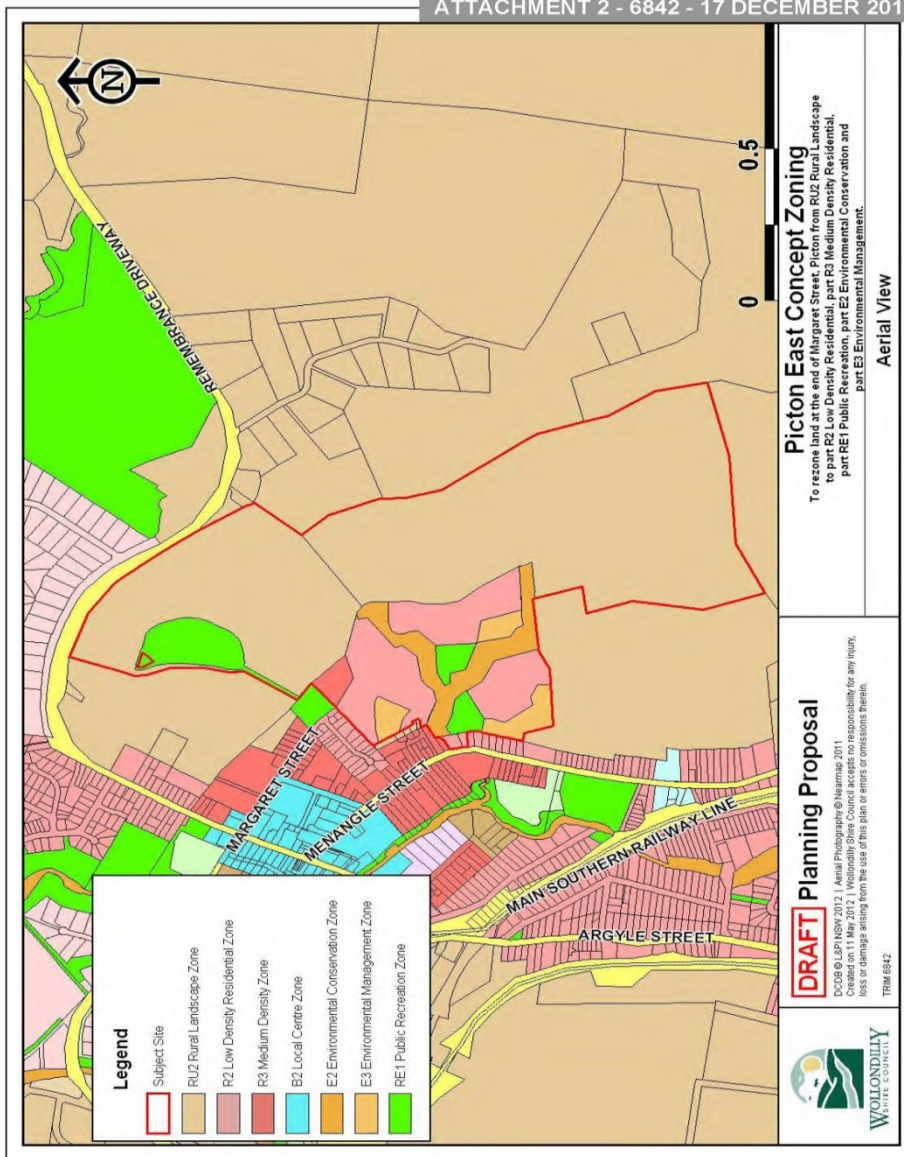 ATTACHMENT 2 - 6842 - 17 DECEMBER 201
N
REMEMBRANCE DRIVEWAY
MARGARET STREET
MENANGLE STREET
MAIN SOUTHERN RAILWAY LINE
ARGYLE STREET
Legend
Subject Site
RU2 Rural Landscape Zone
R2 Low Density Residential Zone
R3 Medium Density Zone
B2 Local Centre Zone
E2 Environmental Conservation Zone
E3 Environmental Management Zone
RE1 Public Recreation Zone
0
0.5
WOLLONDILLY
SHIRE COUNCIL
DRAFT Planning Proposal
DCDB © L&PI NSW 2012 | Aerial Photography © Nearmap 2011
Created on 11 May 2012 | Wollondilly Shire Council accepts no responsibility for any injury,
loss or damage arising from the use of this plan or errors or omissions therein.
TRIM 6842
Picton East Concept Zoning
To rezone land at the end of Margaret Street, Picton from RU2 Rural Landscape
to part R2 Low Density Residential, part R3 Medium Density Residential,
part RE1 Public Recreation, part E2 Environmental Conservation and
part E3 Environmental Management.
Aerial View